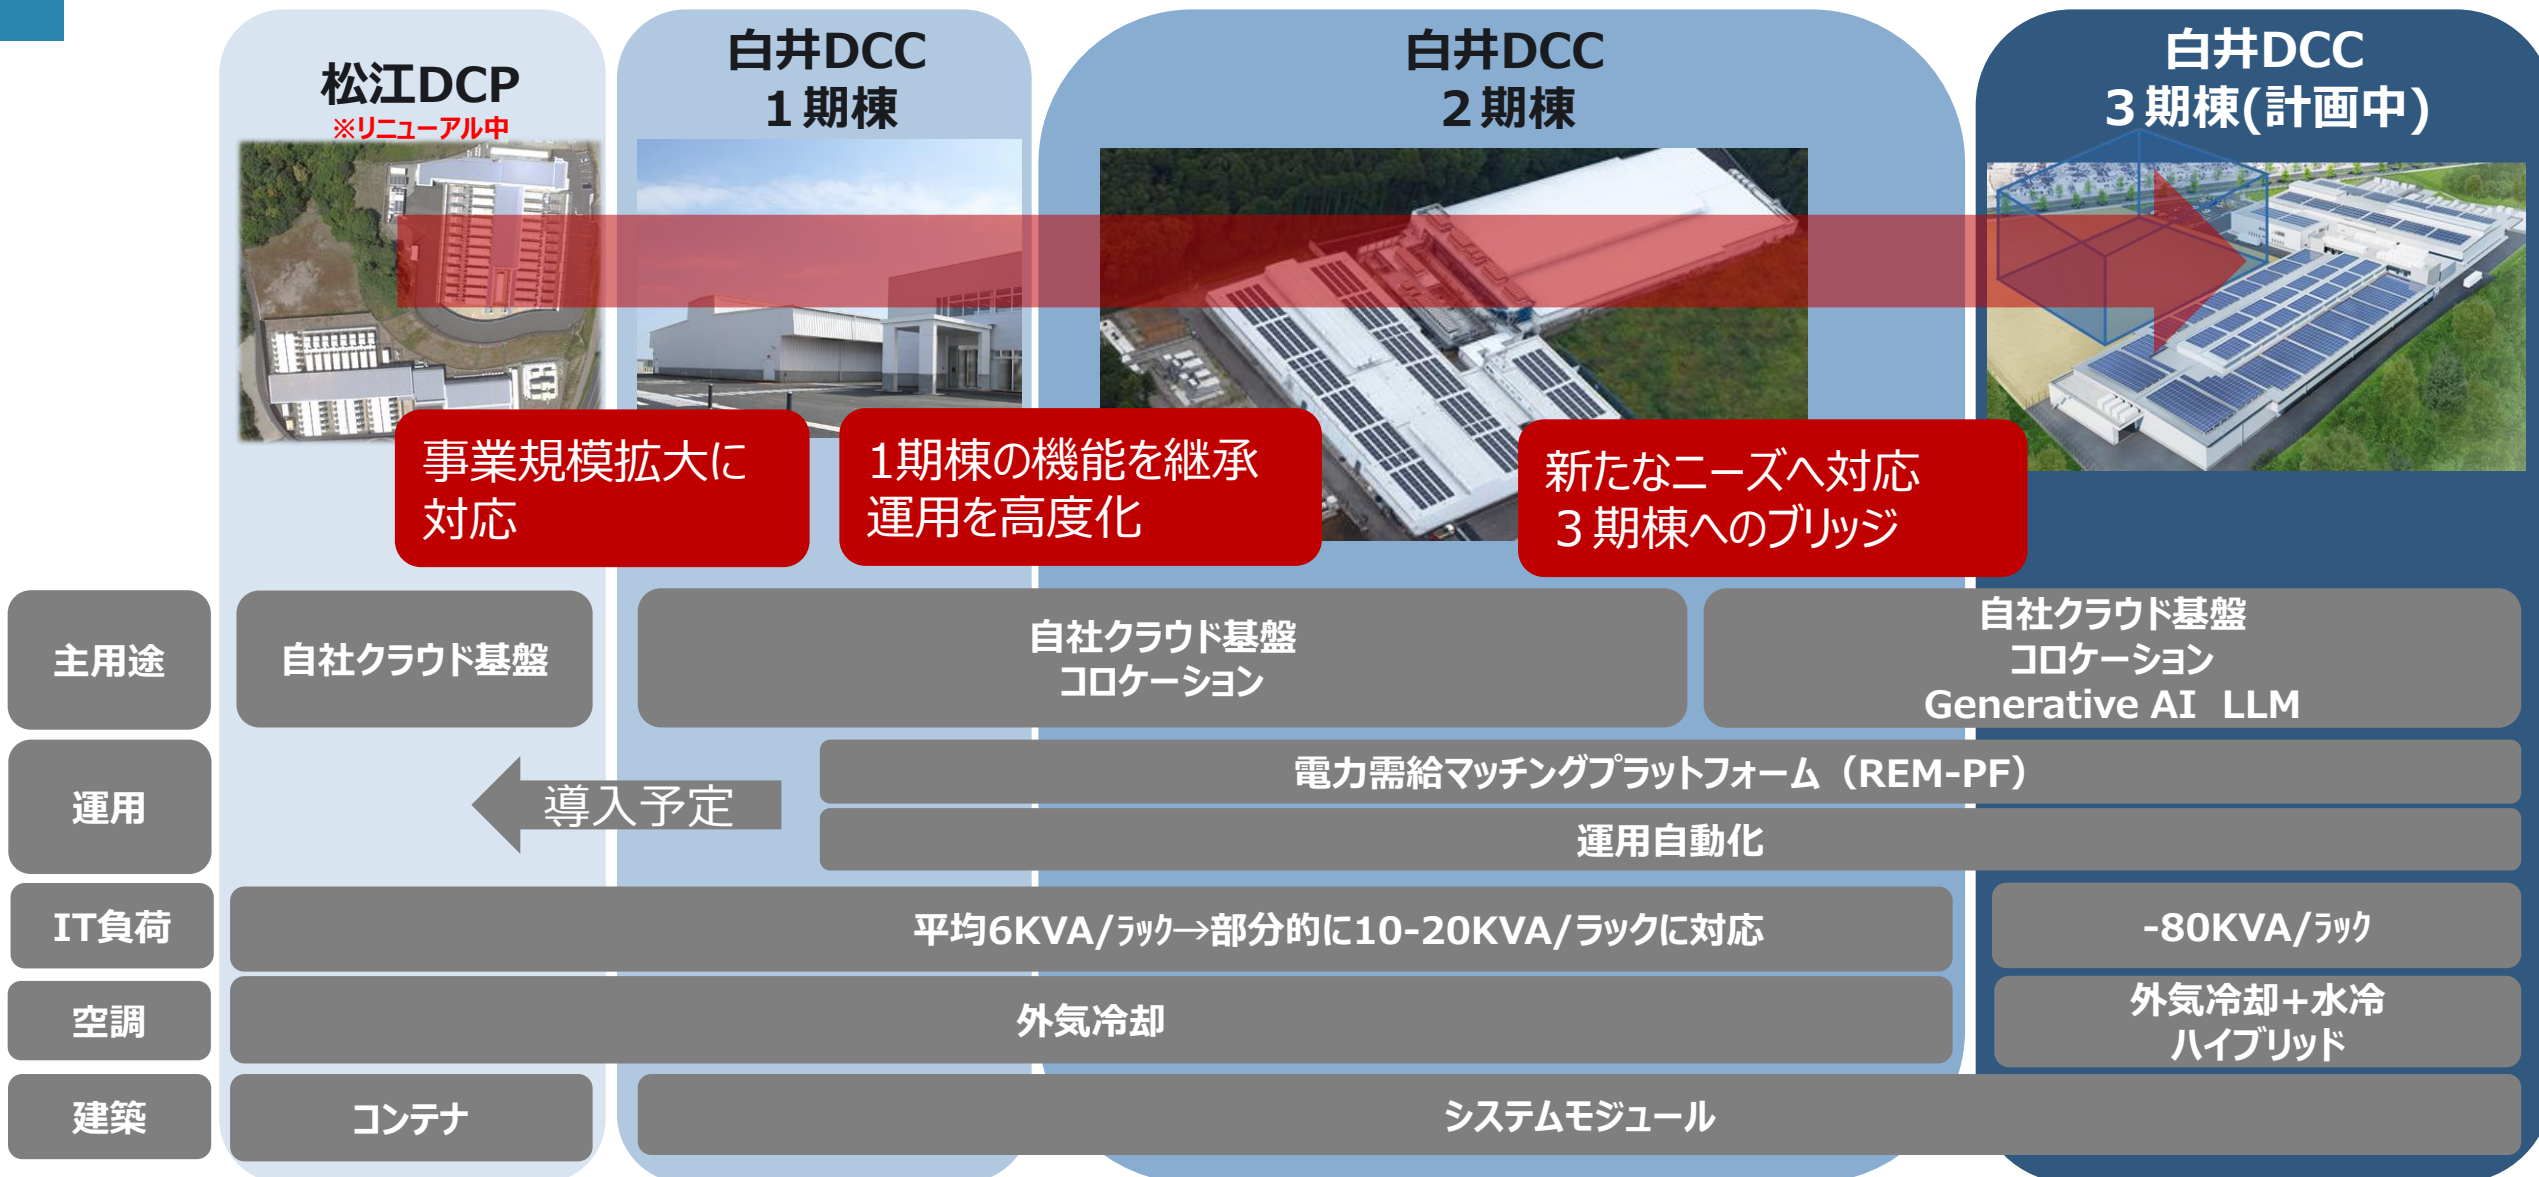 松江DCP
※リニューアル中
白井DCC
１期棟
白井DCC
２期棟
白井DCC
３期棟(計画中)
事業規模拡大に
対応
1期棟の機能を継承
運用を高度化
新たなニーズへ対応
３期棟へのブリッジ
主用途
自社クラウド基盤
自社クラウド基盤
コロケーション
自社クラウド基盤
コロケーション
Generative AI LLM
運用
導入予定
電力需給マッチングプラットフォーム（REM-PF）
運用自動化
IT負荷
平均6KVA/ﾗｯｸ→部分的に10-20KVA/ラックに対応
-80KVA/ﾗｯｸ
空調
外気冷却
外気冷却+水冷
ハイブリッド
建築
コンテナ
システムモジュール